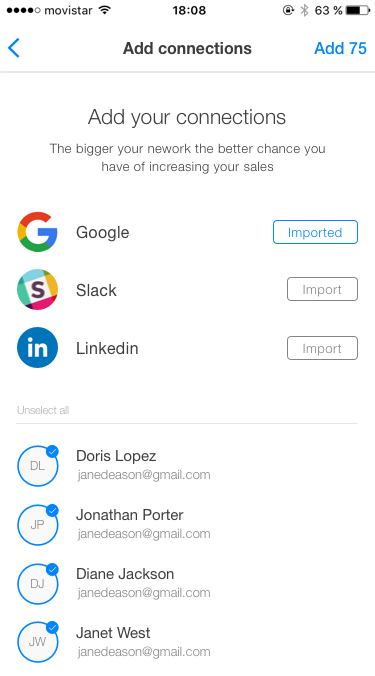 movistar 18:08 63 %
Add connections Add 75
Add your connections
The bigger your nework the better chance you
have of increasing your sales
Google Imported
S Slack Import
in Linkedin Import
Unselect all
DL Doris Lopez
janedeason@gmail.com
JP Jonathan Porter
janedeason@gmail.com
DJ Diane Jackson
janedeason@gmail.com
JW Janet West
janedeason@gmail.com